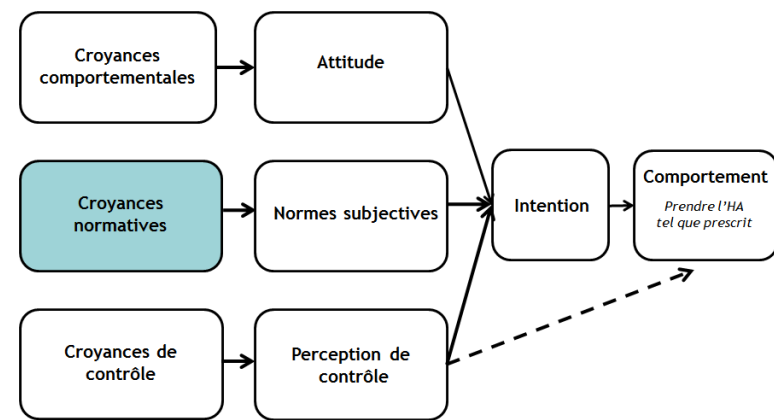 Croyances
comportementales
Attitude
Croyances
normatives
Normes subjectives
Intention
Comportement
Prendre l'HA
tel que prescrit
Croyances de
contrôle
Perception de
contrôle